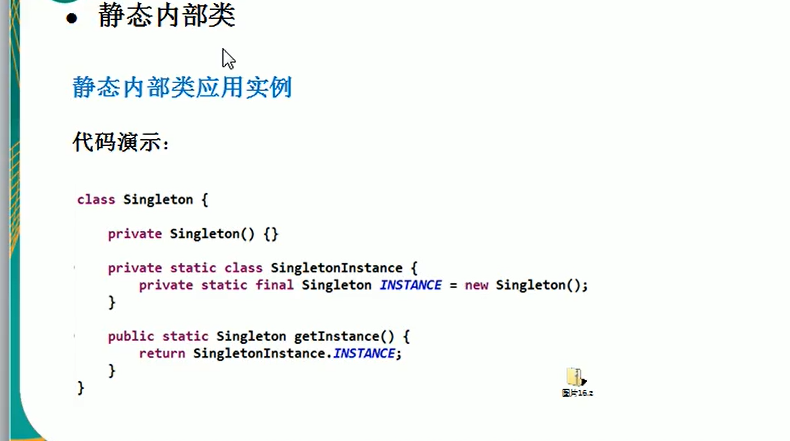 • 静态内部类
静态内部类应用实例
代码演示：
class Singleton {
    private Singleton() {}
    private static class SingletonInstance {
        private static final Singleton INSTANCE = new Singleton();
    }
    public static Singleton getInstance() {
        return SingletonInstance.INSTANCE;
    }
}
图片16.z